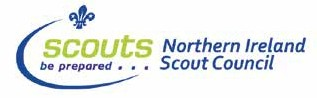 scouts
be prepared . . .
Northern Ireland
Scout Council